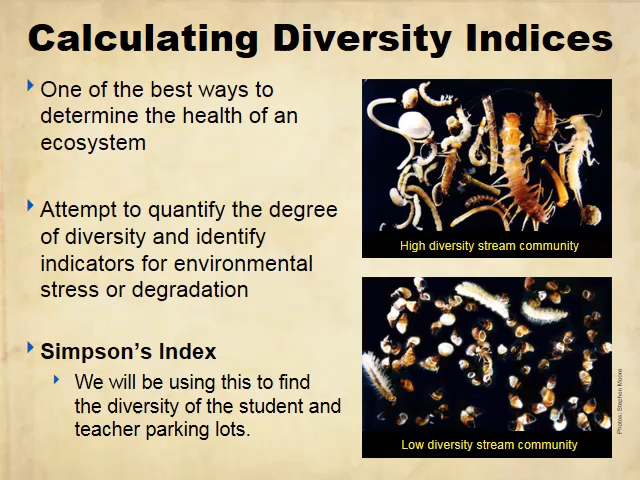 Calculating Diversity Indices
One of the best ways to
determine the health of an
ecosystem
Attempt to quantify the degree
of diversity and identify
indicators for environmental
stress or degradation
Simpson’s Index
We will be using this to find
the diversity of the student and
teacher parking lots.
High diversity stream community
Low diversity stream community
Photos: Stephen Moore